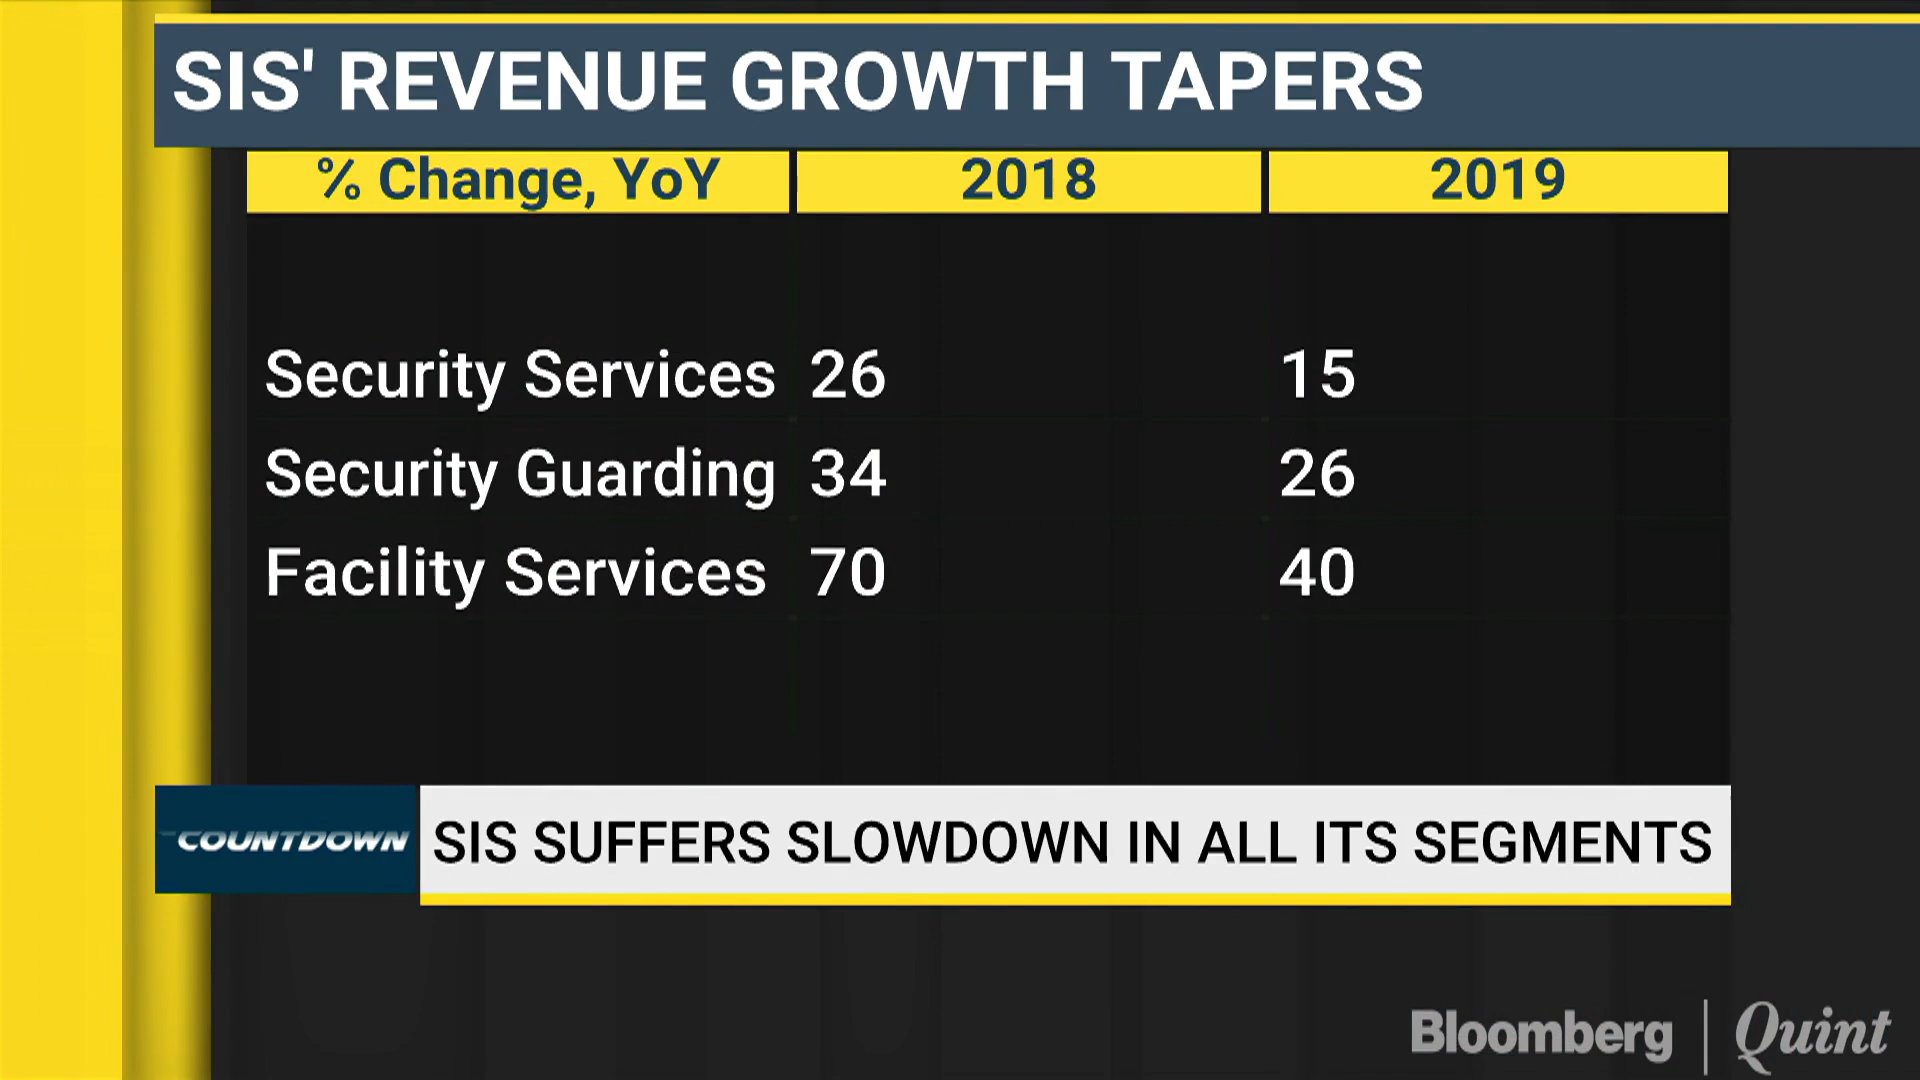 SIS' REVENUE GROWTH TAPERS
% Change, YoY 2018 2019
Security Services 26 15
Security Guarding 34 26
Facility Services 70 40
COUNTDOWN SIS SUFFERS SLOWDOWN IN ALL ITS SEGMENTS
Bloomberg | Quint